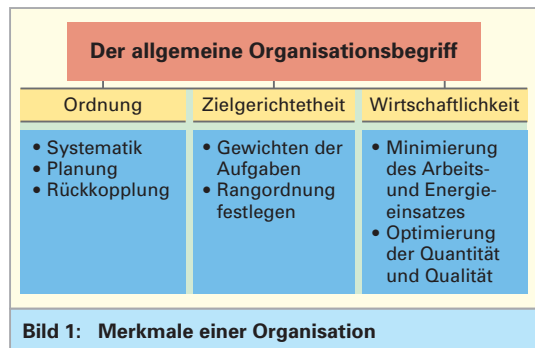 Der allgemeine Organisationsbegriff
Ordnung
Zielgerichtetheit
Wirtschaftlichkeit
• Systematik
• Planung
• Rückkopplung
• Gewichten der
Aufgaben
• Rangordnung
festlegen
• Minimierung
des Arbeits-
und Energie-
einsatzes
• Optimierung
der Quantität
und Qualität
Bild 1: Merkmale einer Organisation